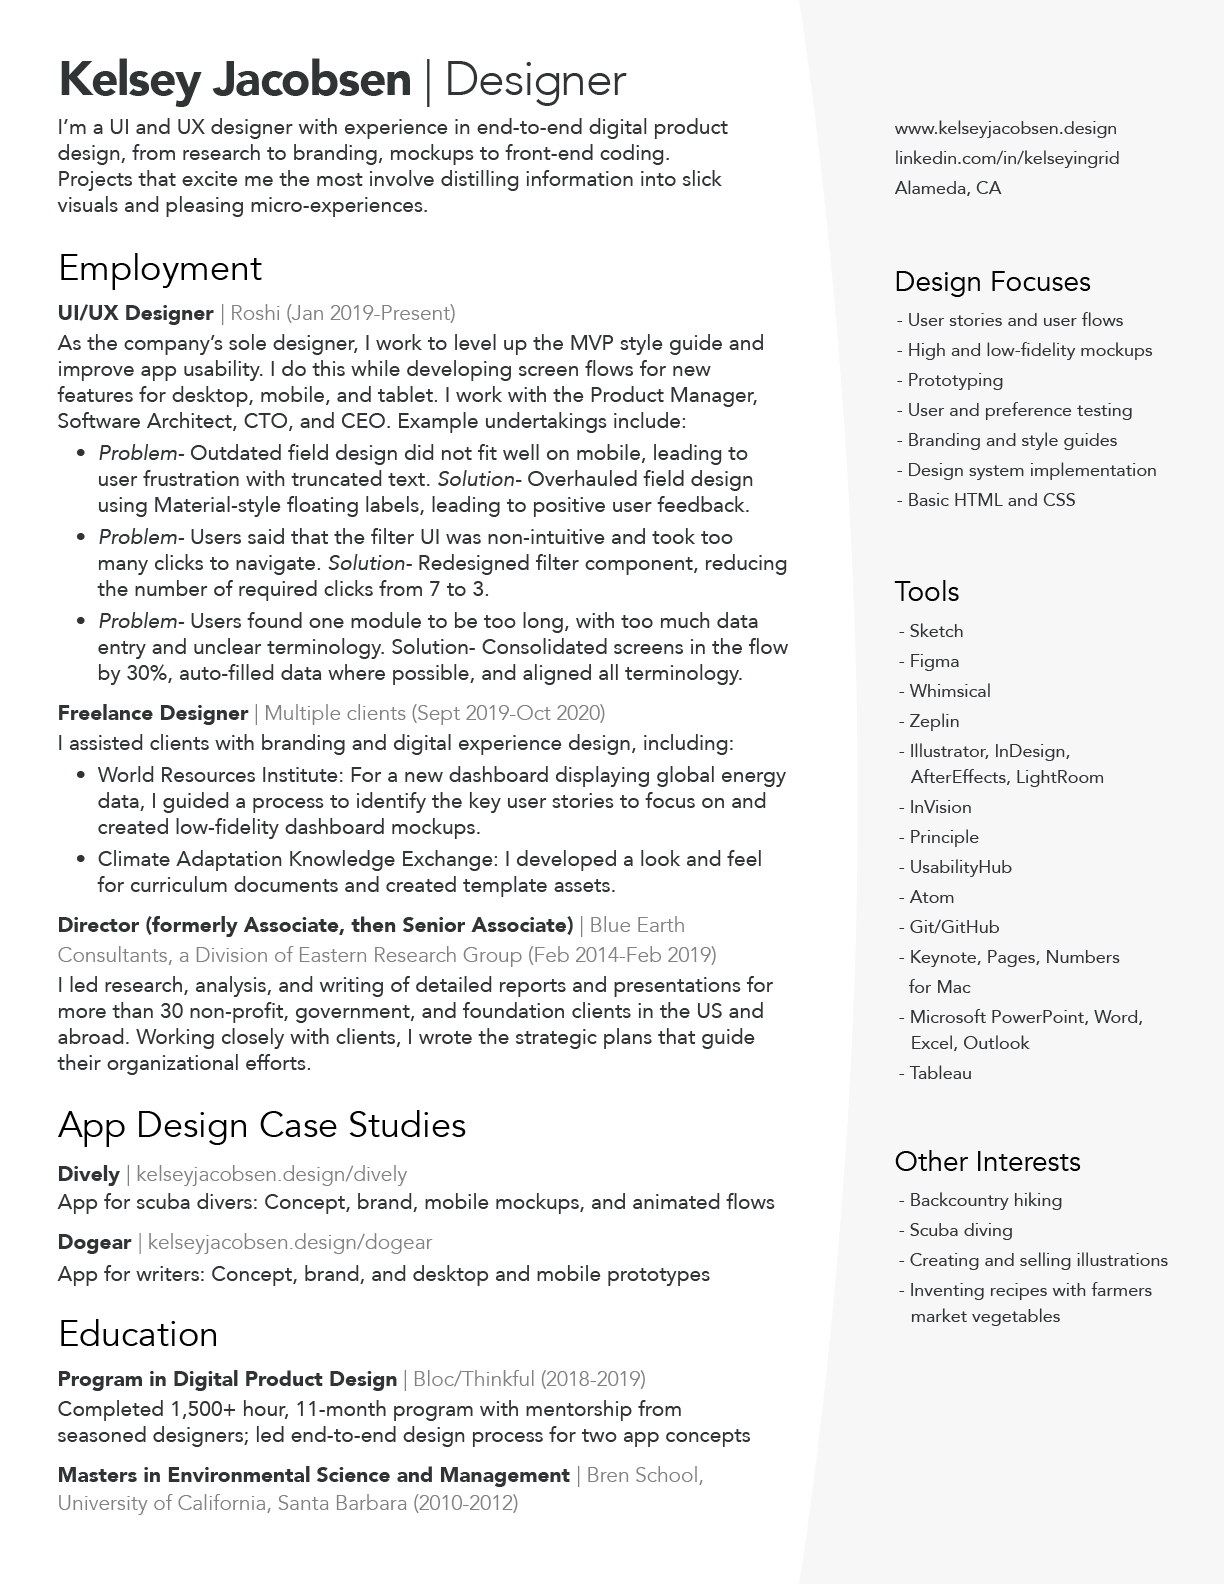 Kelsey Jacobsen | Designer
I'm a UI and UX designer with experience in end-to-end digital product
design, from research to branding, mockups to front-end coding.
Projects that excite me the most involve distilling information into slick
visuals and pleasing micro-experiences.
Employment
UI/UX Designer | Roshi (Jan 2019-Present)
As the company's sole designer, I work to level up the MVP style guide and
improve app usability. I do this while developing screen flows for new
features for desktop, mobile, and tablet. I work with the Product Manager,
Software Architect, CTO, and CEO. Example undertakings include:
• Problem- Outdated field design did not fit well on mobile, leading to
user frustration with truncated text. Solution- Overhauled field design
using Material-style floating labels, leading to positive user feedback.
• Problem- Users said that the filter UI was non-intuitive and took too
many clicks to navigate. Solution- Redesigned filter component, reducing
the number of required clicks from 7 to 3.
• Problem- Users found one module to be too long, with too much data
entry and unclear terminology. Solution- Consolidated screens in the flow
by 30%, auto-filled data where possible, and aligned all terminology.
Freelance Designer | Multiple clients (Sept 2019-Oct 2020)
I assisted clients with branding and digital experience design, including:
• World Resources Institute: For a new dashboard displaying global energy
data, I guided a process to identify the key user stories to focus on and
created low-fidelity dashboard mockups.
• Climate Adaptation Knowledge Exchange: I developed a look and feel
for curriculum documents and created template assets.
Director (formerly Associate, then Senior Associate) | Blue Earth
Consultants, a Division of Eastern Research Group (Feb 2014-Feb 2019)
I led research, analysis, and writing of detailed reports and presentations for
more than 30 non-profit, government, and foundation clients in the US and
abroad. Working closely with clients, I wrote the strategic plans that guide
their organizational efforts.
App Design Case Studies
Dively | kelseyjacobsen.design/dively
App for scuba divers: Concept, brand, mobile mockups, and animated flows
Dogear | kelseyjacobsen.design/dogear
App for writers: Concept, brand, and desktop and mobile prototypes
Education
Program in Digital Product Design | Bloc/Thinkful (2018-2019)
Completed 1,500+ hour, 11-month program with mentorship from
seasoned designers; led end-to-end design process for two app concepts
Masters in Environmental Science and Management | Bren School,
University of California, Santa Barbara (2010-2012)
www.kelseyjacobsen.design
linkedin.com/in/kelseyingrid
Alameda, CA
Design Focuses
- User stories and user flows
- High and low-fidelity mockups
- Prototyping
- User and preference testing
- Branding and style guides
- Design system implementation
- Basic HTML and CSS
Tools
- Sketch
- Figma
- Whimsical
- Zeplin
- Illustrator, InDesign,
AfterEffects, LightRoom
- InVision
- Principle
- UsabilityHub
- Atom
- Git/GitHub
- Keynote, Pages, Numbers
for Mac
- Microsoft PowerPoint, Word,
Excel, Outlook
- Tableau
Other Interests
- Backcountry hiking
- Scuba diving
- Creating and selling illustrations
- Inventing recipes with farmers
market vegetables